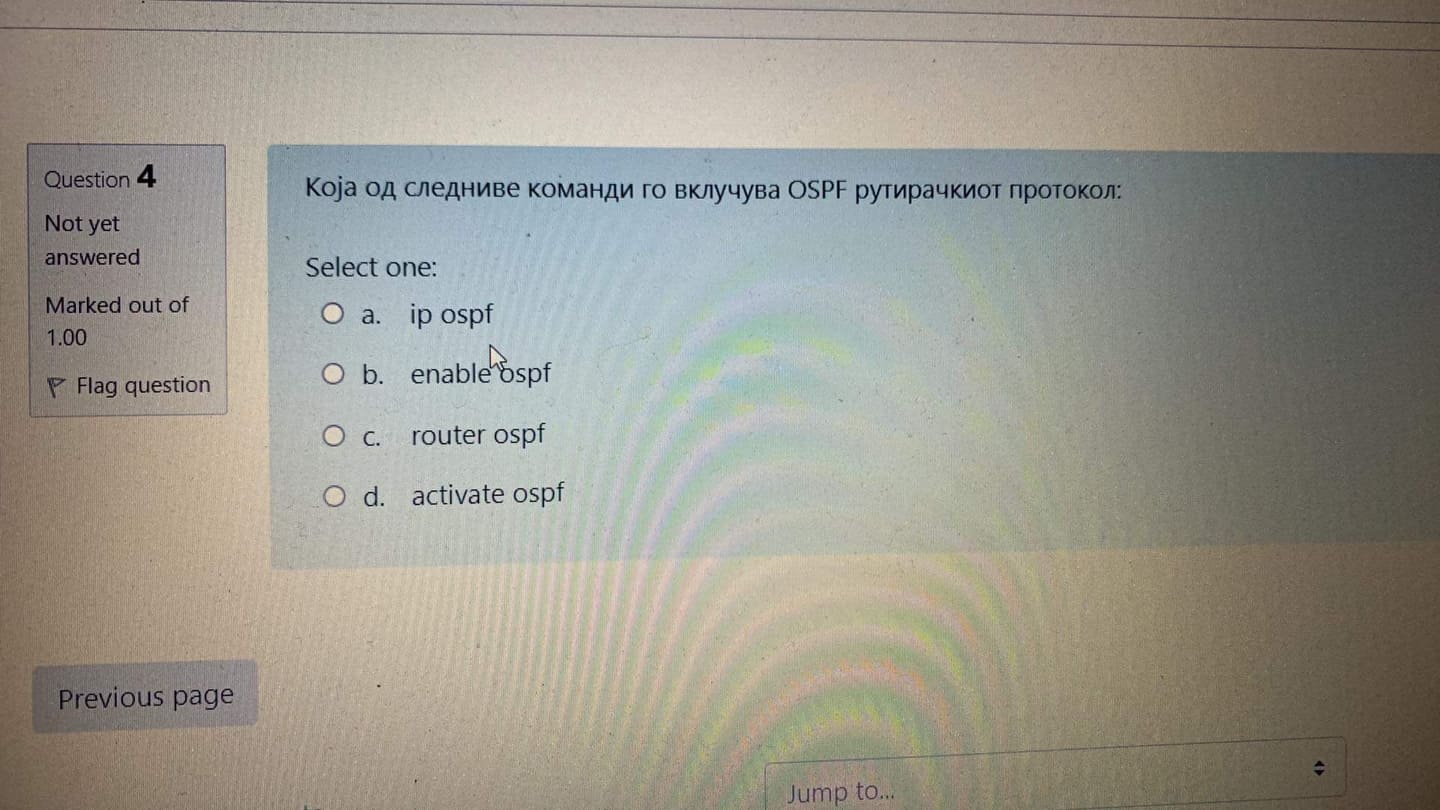 Question 4
Not yet
answered
Marked out of
1.00
Flag question
Која од следниве команди го вклучува OSPF рутирачкиот протокол:
Select one:
a. ip ospf
b. enable ospf
c. router ospf
d. activate ospf
Previous page
Jump to...